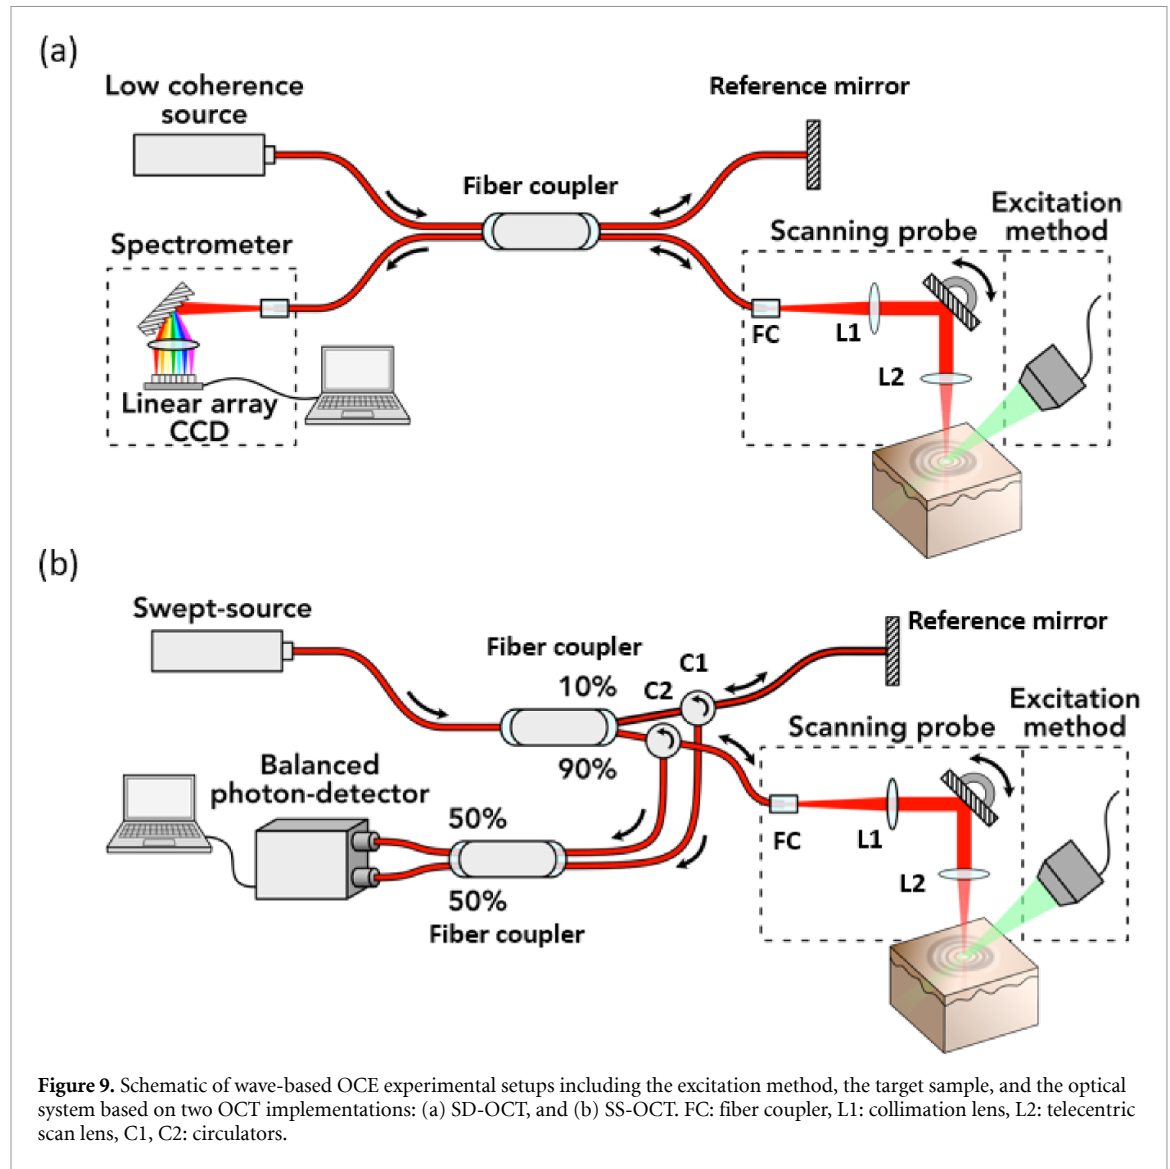 (a)
Low coherence
source
Reference mirror
Fiber coupler
Excitation
method
Scanning probe
Spectrometer
FC
L1
L2
Linear array
CCD
(b)
Swept-source
Reference mirror
Fiber coupler
C1
10%
C2
Excitation
method
Scanning probe
90%
Balanced
photon-detector
50%
FC
L1
L2
50%
Fiber coupler
Figure 9. Schematic of wave-based OCE experimental setups including the excitation method, the target sample, and the optical
system based on two OCT implementations: (a) SD-OCT, and (b) SS-OCT. FC: fiber coupler, L1: collimation lens, L2: telecentric
scan lens, C1, C2: circulators.